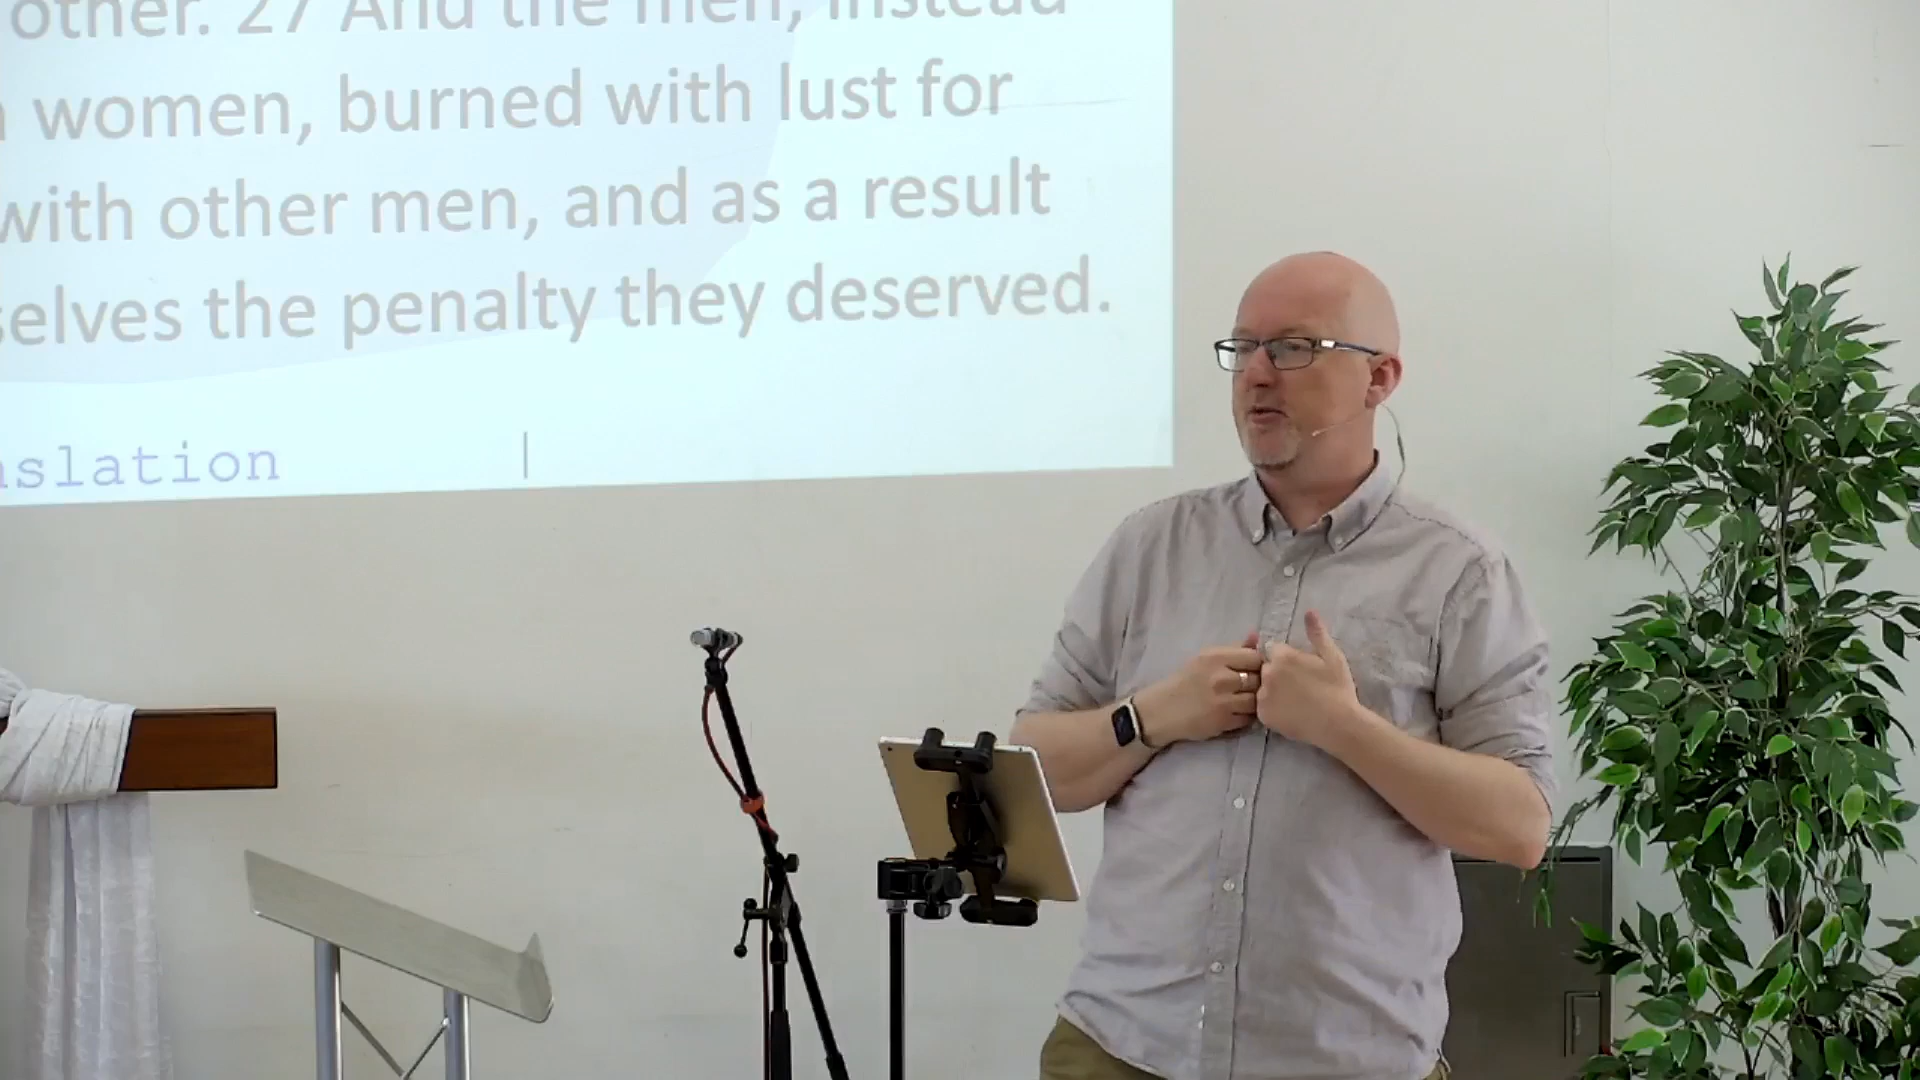 other. 27 And the men, instead
women, burned with lust for
with other men, and as a result
selves the penalty they deserved.
nslation |